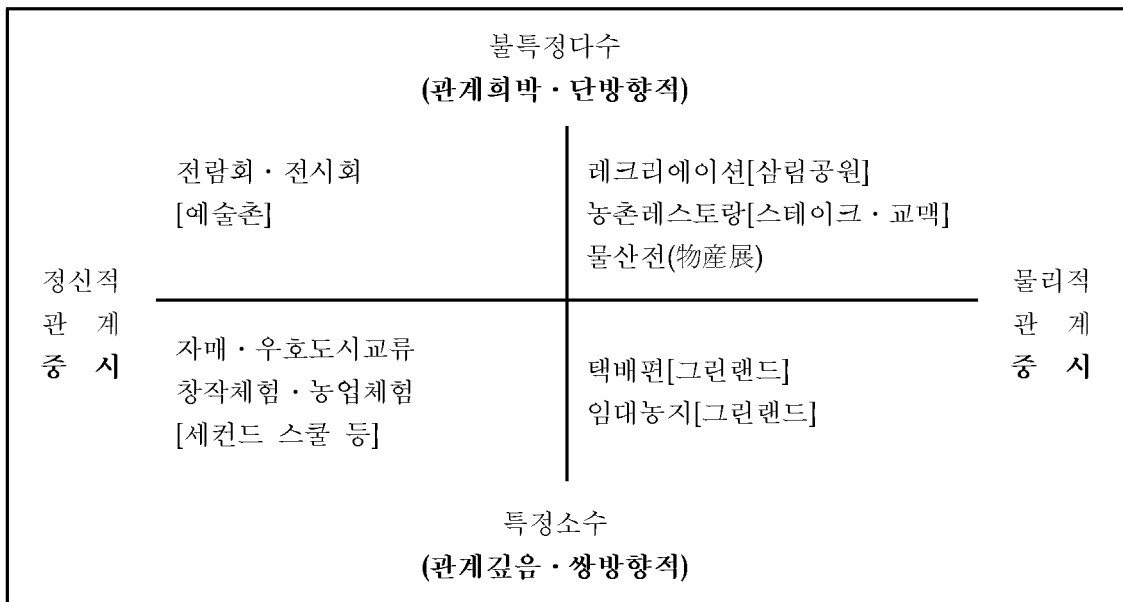 불특정다수
(관계희박 · 단방향적)
전람회 · 전시회
[예술촌]
레크리에이션[삼림공원]
농촌레스토랑[스테이크 · 교맥]
물산전(物産展)
정신적
관 계
중 시
물리적
관 계
중 시
자매 · 우호도시교류
창작체험 · 농업체험
[세컨드 스쿨 등]
택배편[그린랜드]
임대농지[그린랜드]
특정소수
(관계깊음 · 쌍방향적)